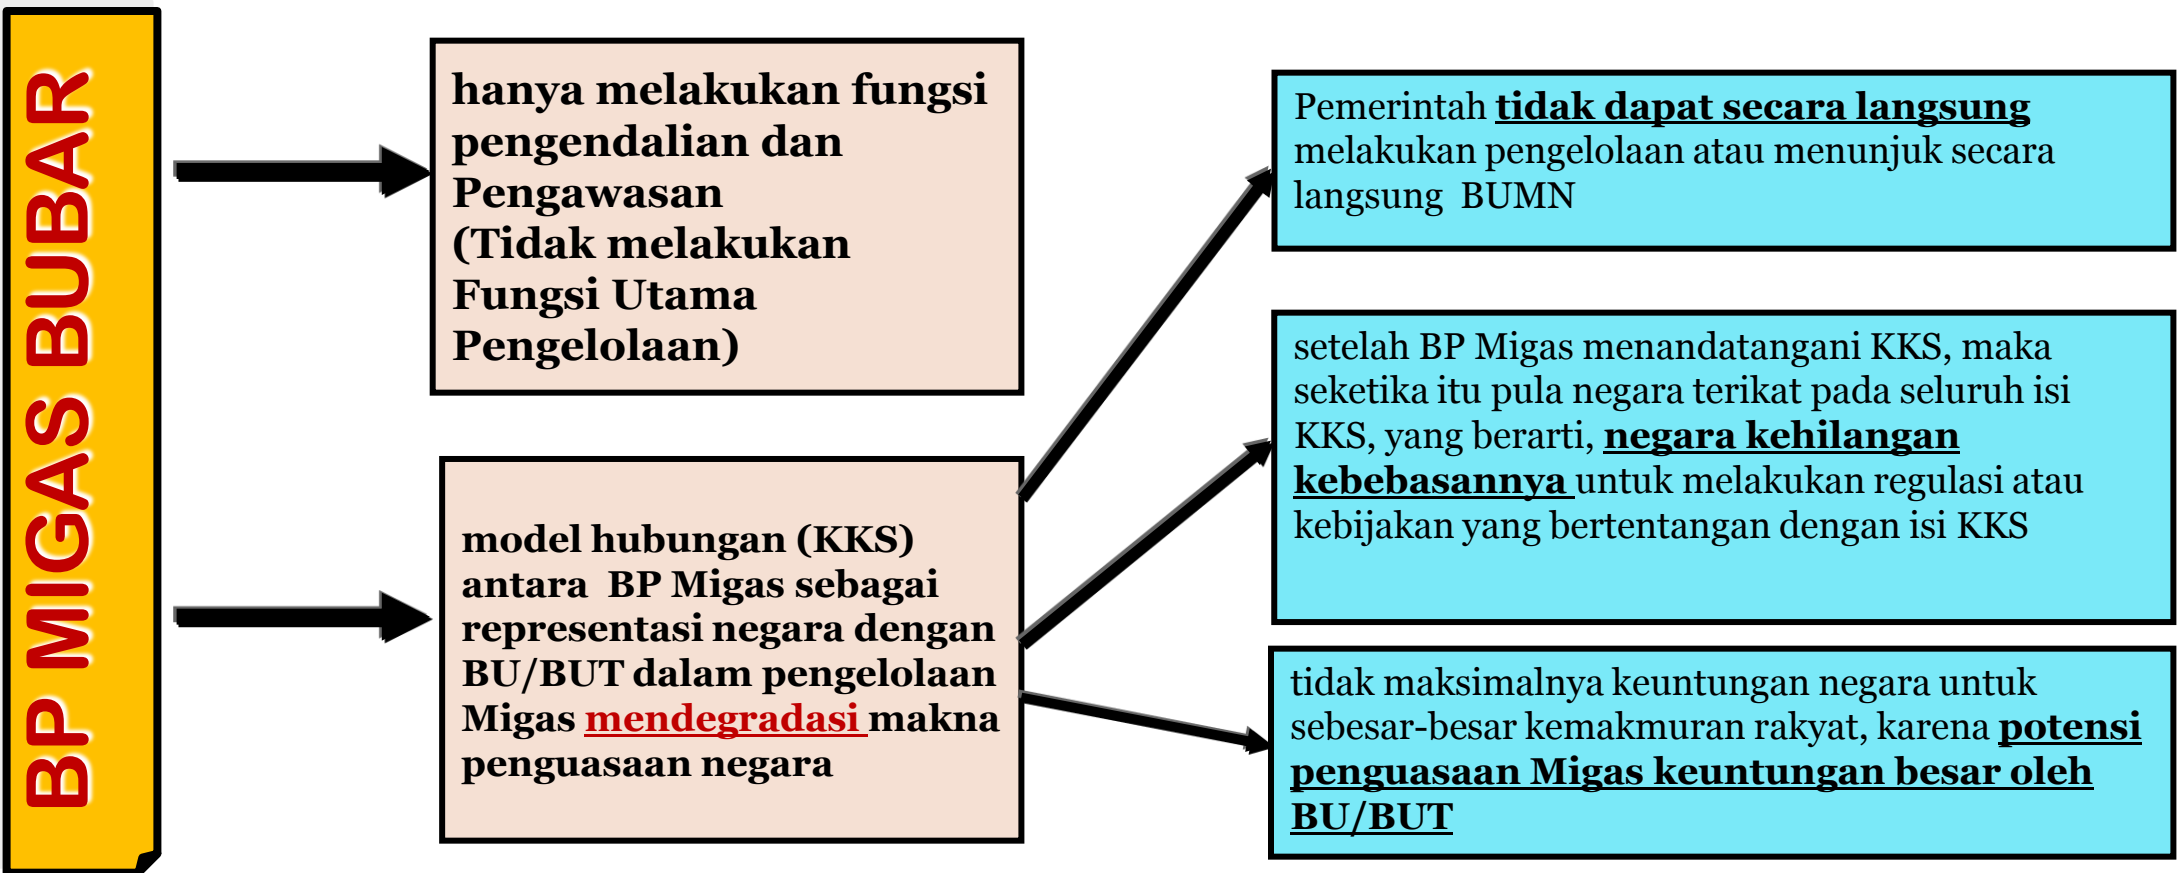 BP MIGAS BUBAR
hanya melakukan fungsi
pengendalian dan
Pengawasan
(Tidak melakukan
Fungsi Utama
Pengelolaan)
model hubungan (KKS)
antara BP Migas sebagai
representasi negara dengan
BU/BUT dalam pengelolaan
Migas mendegradasi makna
penguasaan negara
Pemerintah tidak dapat secara langsung
melakukan pengelolaan atau menunjuk secara
langsung BUMN
setelah BP Migas menandatangani KKS, maka
seketika itu pula negara terikat pada seluruh isi
KKS, yang berarti, negara kehilangan
kebebasannya untuk melakukan regulasi atau
kebijakan yang bertentangan dengan isi KKS
tidak maksimalnya keuntungan negara untuk
sebesar-besar kemakmuran rakyat, karena potensi
penguasaan Migas keuntungan besar oleh
BU/BUT